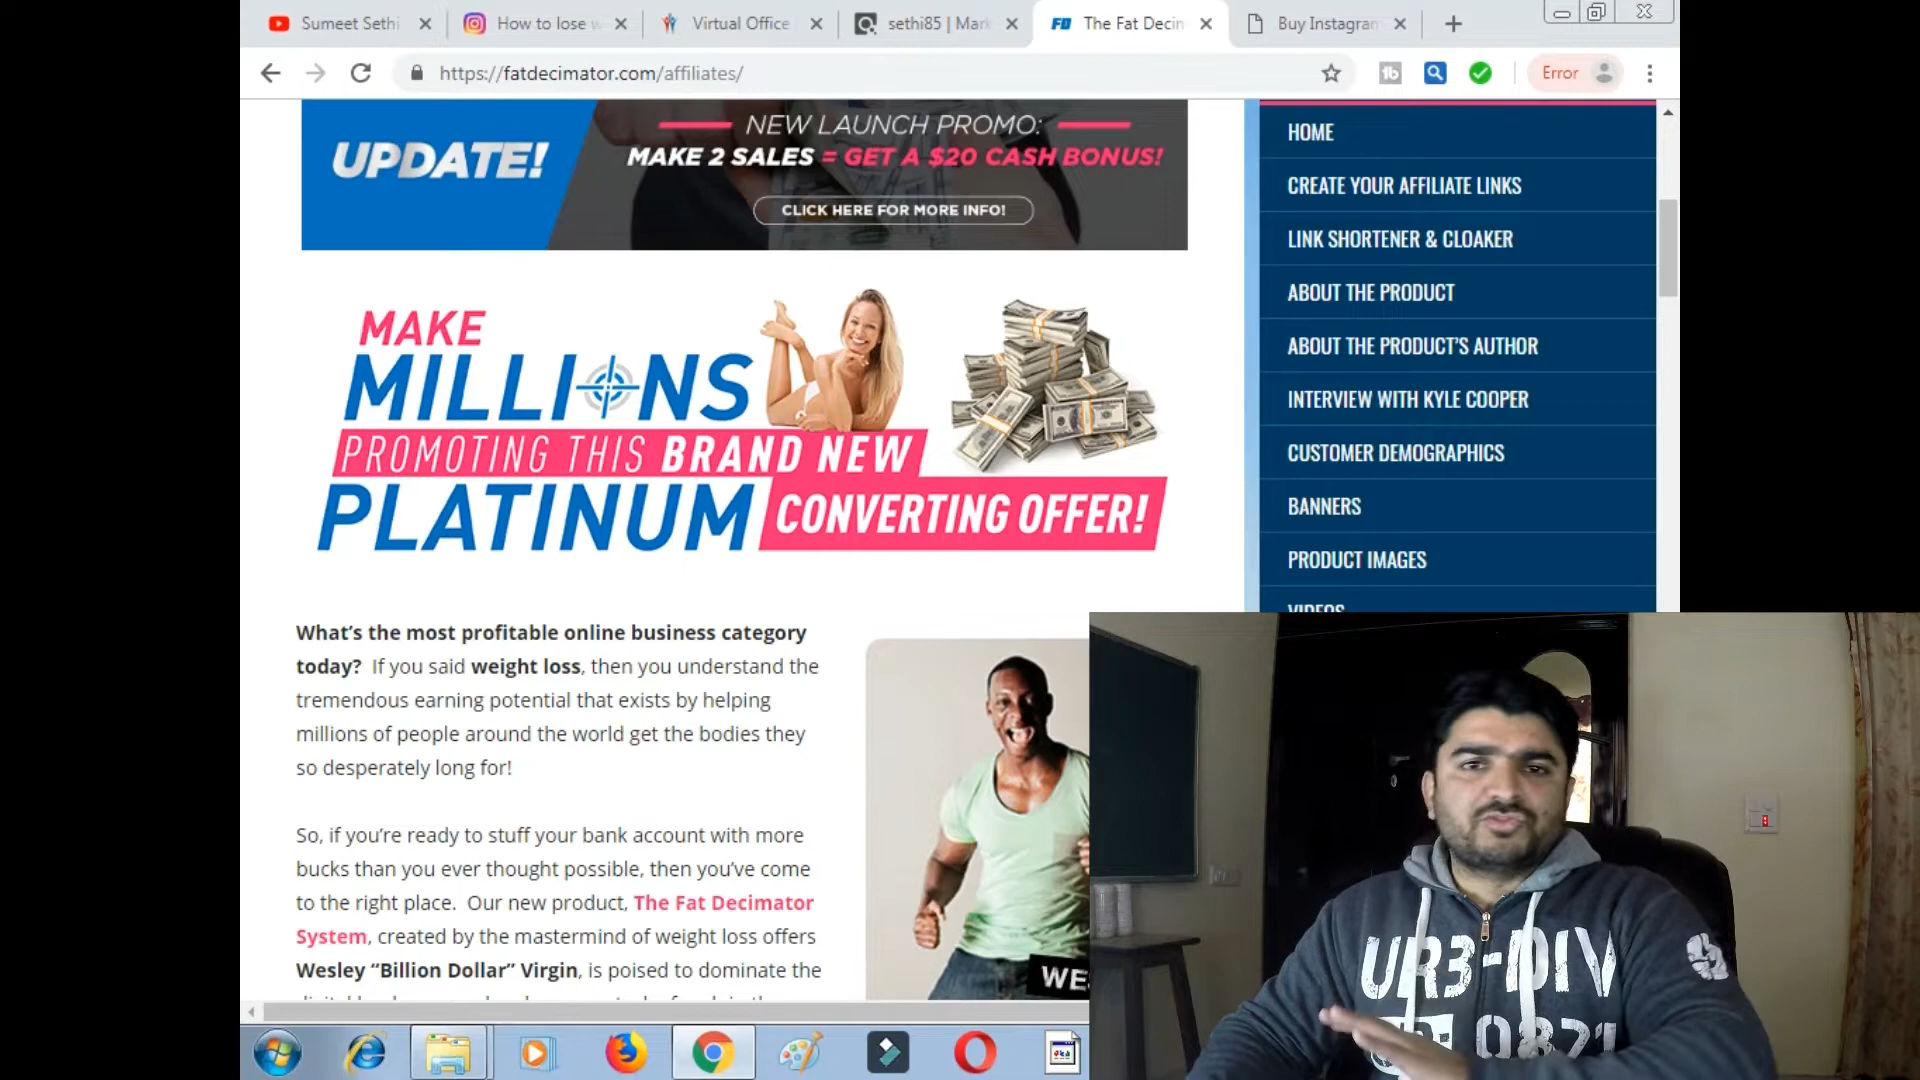 Sumeet Sethi
How to lose w
Virtual Office
sethi85 | Mark
The Fat Decin
Buy Instagran
https://fatdecimator.com/affiliates/
Error
UPDATE!
NEW LAUNCH PROMO:
MAKE 2 SALES = GET A $20 CASH BONUS!
CLICK HERE FOR MORE INFO!
MAKE
MILLIONS
PROMOTING THIS BRAND NEW
PLATINUM CONVERTING OFFER!
What's the most profitable online business category
today? If you said weight loss, then you understand the
tremendous earning potential that exists by helping
millions of people around the world get the bodies they
so desperately long for!
So, if you're ready to stuff your bank account with more
bucks than you ever thought possible, then you've come
to the right place. Our new product, The Fat Decimator
System, created by the mastermind of weight loss offers
Wesley “Billion Dollar” Virgin, is poised to dominate the
WES
HOME
CREATE YOUR AFFILIATE LINKS
LINK SHORTENER & CLOAKER
ABOUT THE PRODUCT
ABOUT THE PRODUCT'S AUTHOR
INTERVIEW WITH KYLE COOPER
CUSTOMER DEMOGRAPHICS
BANNERS
PRODUCT IMAGES
VIDEOS
UR3-DIV